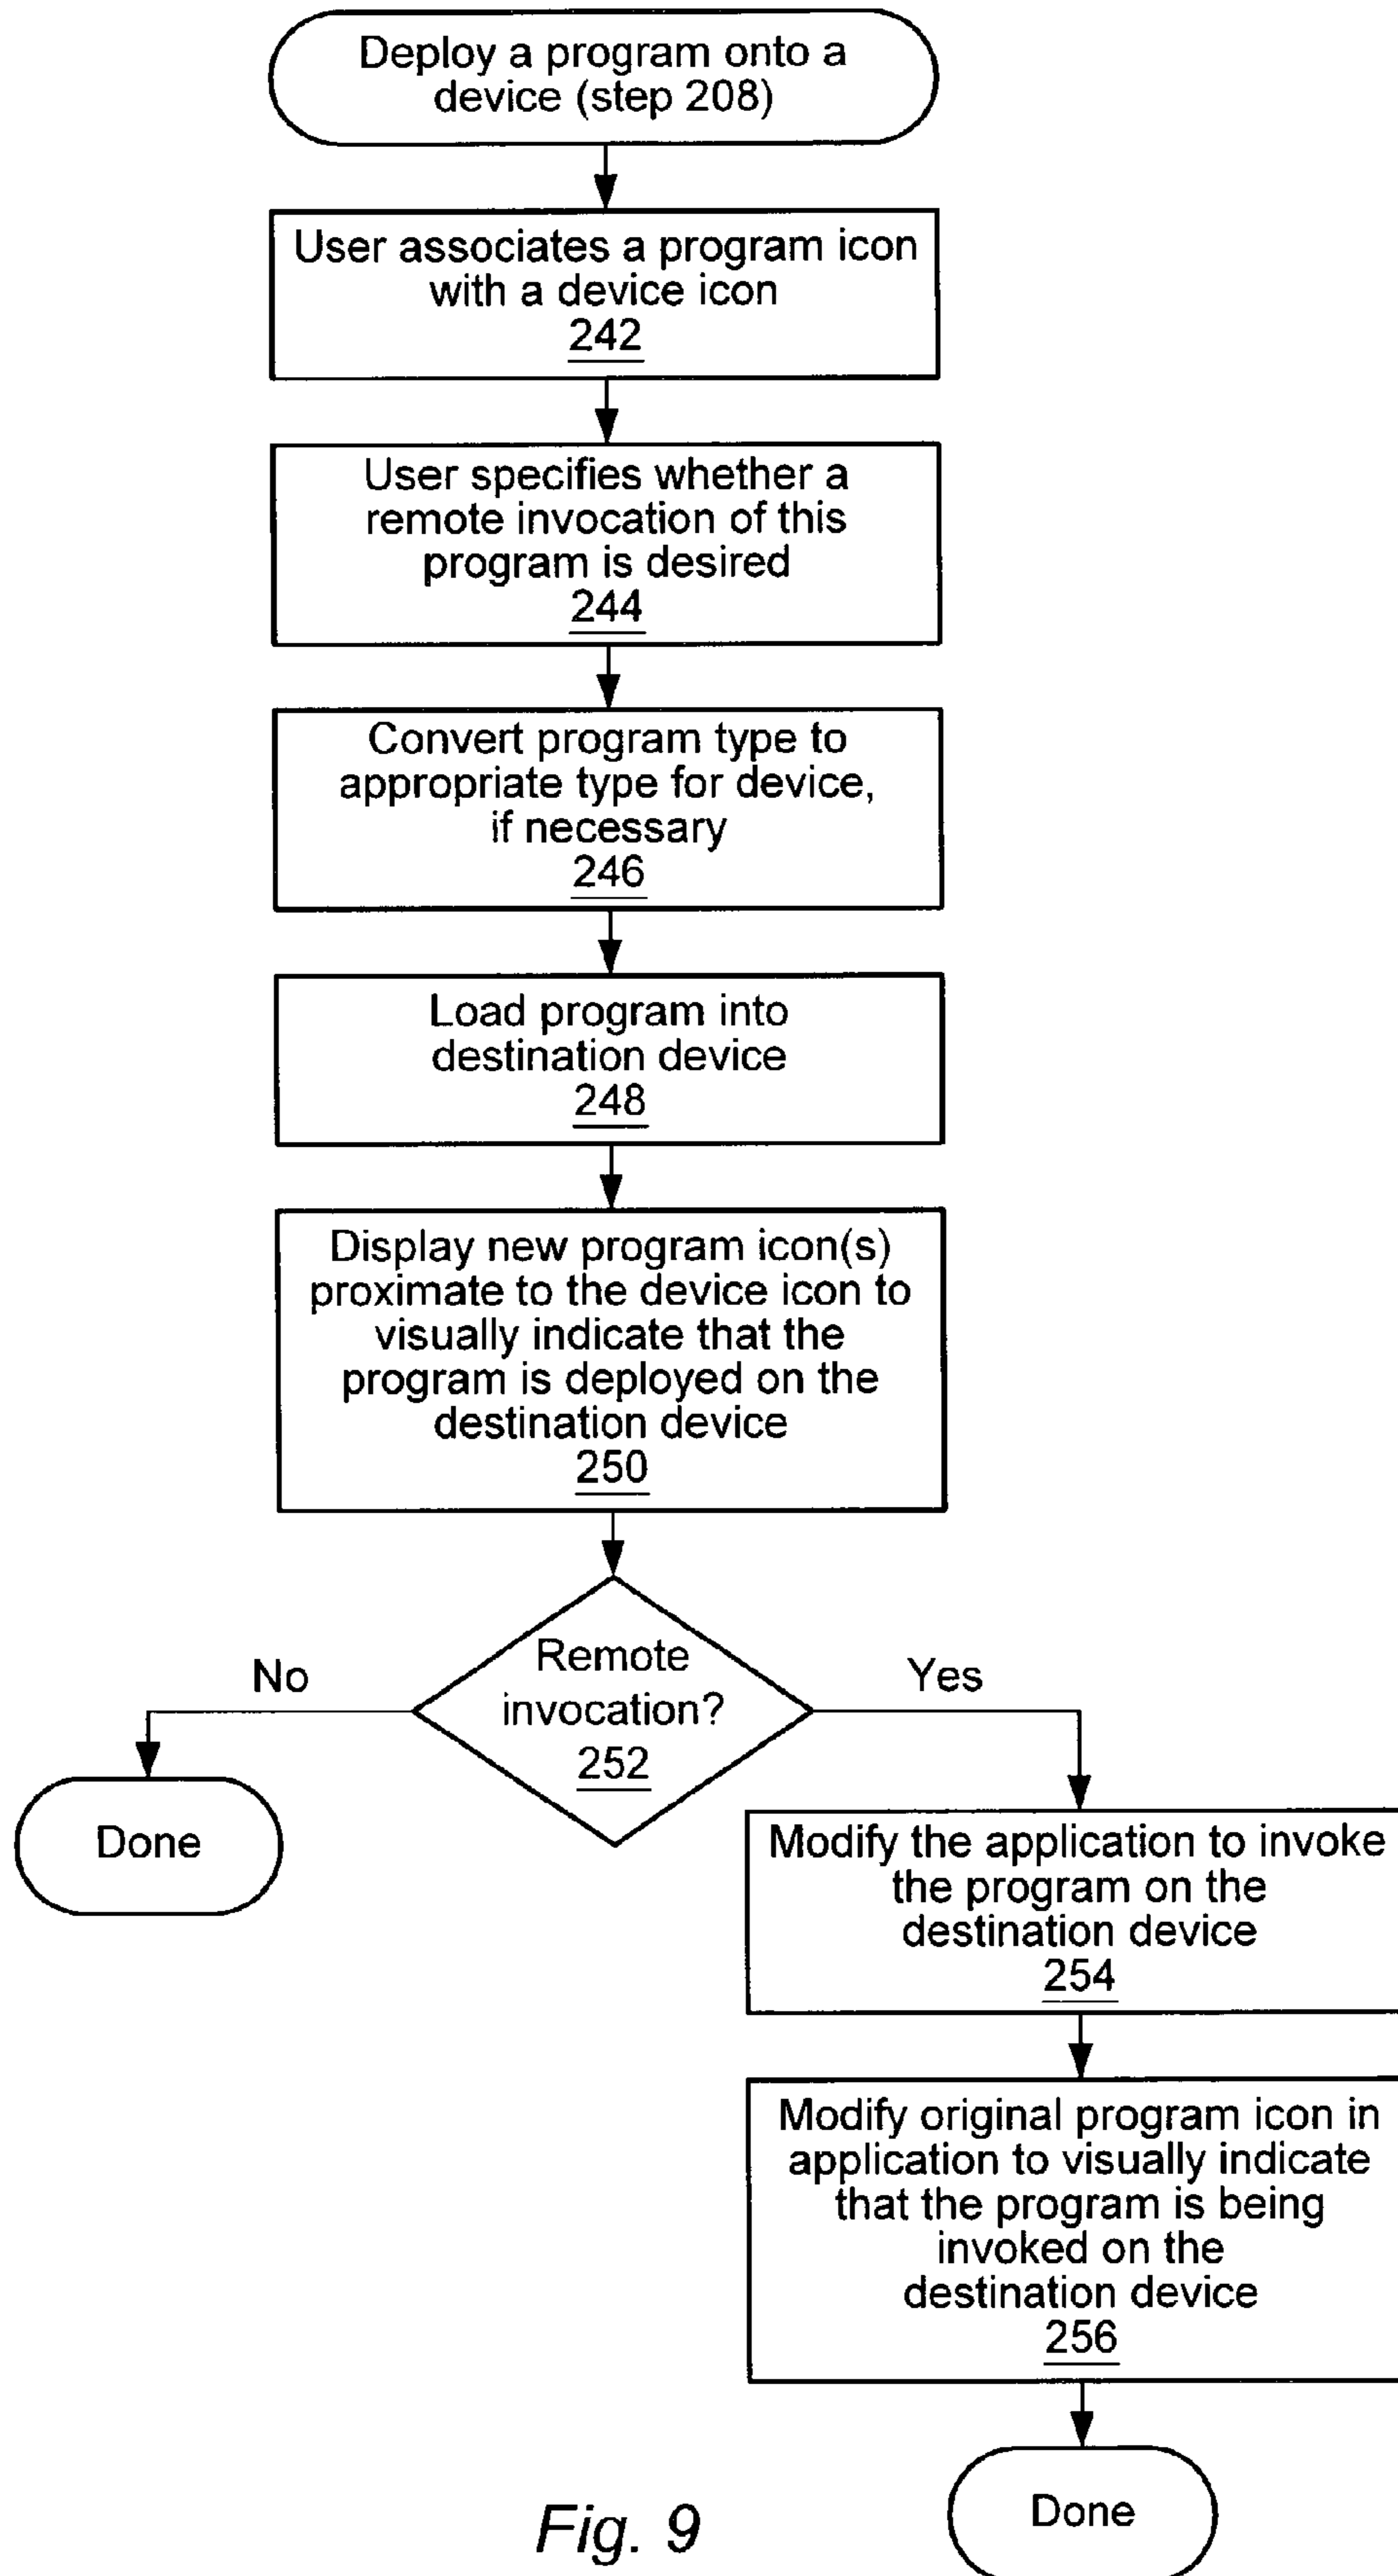 Deploy a program onto a
device (step 208)
User associates a program icon
with a device icon
242
User specifies whether a
remote invocation of this
program is desired
244
Convert program type to
appropriate type for device,
if necessary
246
Load program into
destination device
248
Display new program icon(s)
proximate to the device icon to
visually indicate that the
program is deployed on the
destination device
250
Remote
invocation?
252
No
Yes
Done
Modify the application to invoke
the program on the
destination device
254
Modify original program icon in
application to visually indicate
that the program is being
invoked on the
destination device
256
Done
Fig. 9